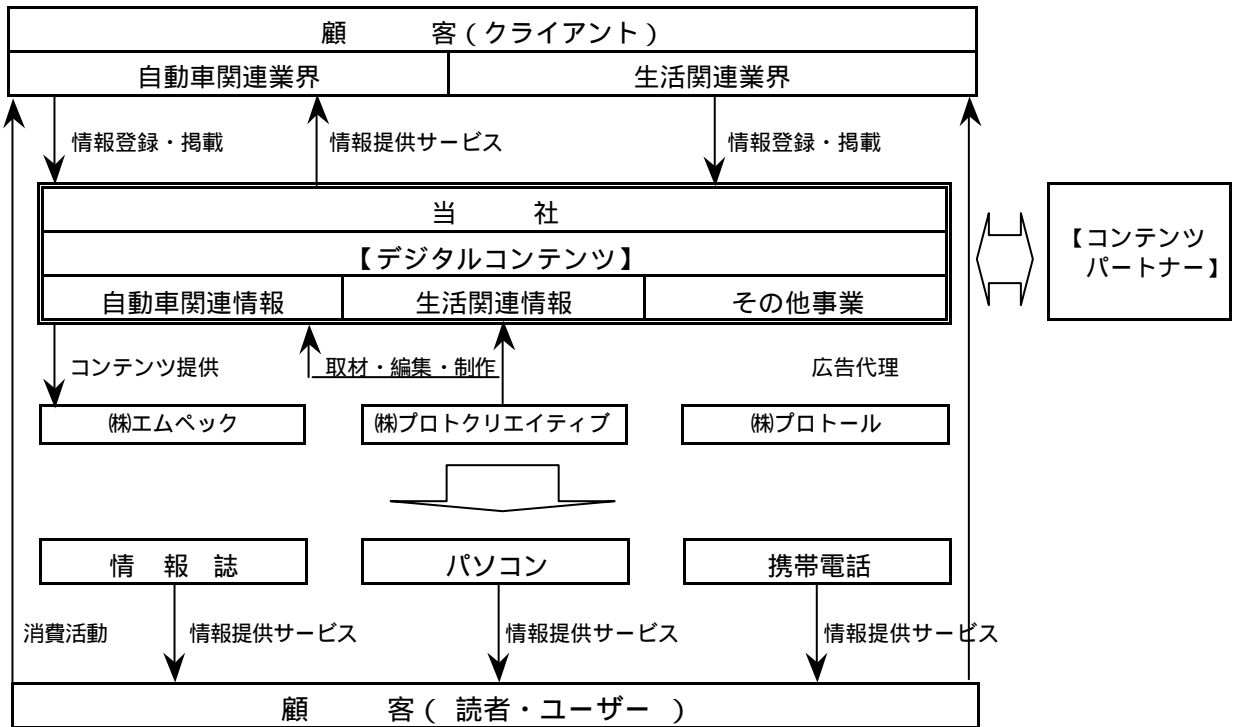 顧　　客（クライアント）
自動車関連業界　生活関連業界
情報登録・掲載　情報提供サービス　情報登録・掲載
当　　社
【デジタルコンテンツ】
自動車関連情報　生活関連情報　その他事業
【コンテンツ
パートナー】
コンテンツ提供　取材・編集・制作　広告代理
㈱エムペック　㈱プロトクリエイティブ　㈱プロトール
情　報　誌　パソコン　携帯電話
消費活動　情報提供サービス　情報提供サービス　情報提供サービス
顧　　客（ 読者・ユーザー ）